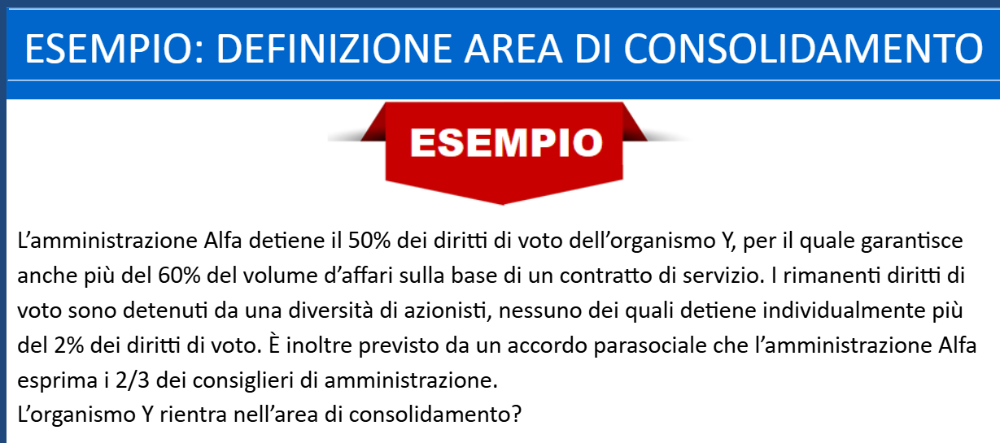 ESEMPIO: DEFINIZIONE AREA DI CONSOLIDAMENTO
ESEMPIO
L’amministrazione Alfa detiene il 50% dei diritti di voto dell’organismo Y, per il quale garantisce
anche più del 60% del volume d’affari sulla base di un contratto di servizio. I rimanenti diritti di
voto sono detenuti da una diversità di azionisti, nessuno dei quali detiene individualmente più
del 2% dei diritti di voto. È inoltre previsto da un accordo parasociale che l’amministrazione Alfa
esprima i 2/3 dei consiglieri di amministrazione.
L’organismo Y rientra nell’area di consolidamento?